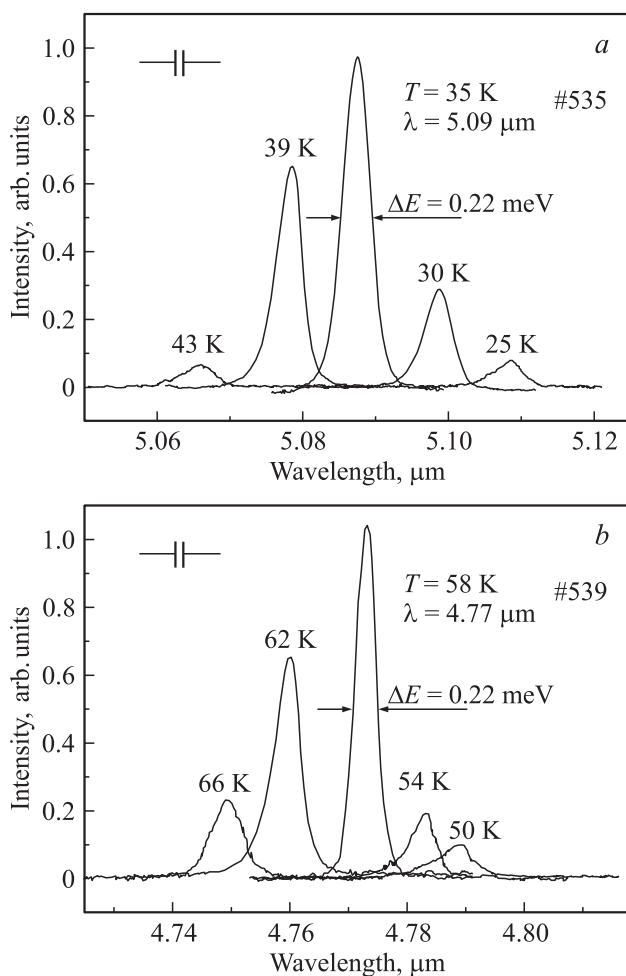 a
1.0
T = 35 K
#535
λ = 5.09 μm
0.8
39 K
0.6
ΔE = 0.22 meV
0.4
30 K
0.2
43 K
25 K
0
Intensity, arb. units
5.06 5.08 5.10 5.12
Wavelength, μm
b
1.0
T = 58 K
#539
λ = 4.77 μm
0.8
62 K
0.6
ΔE = 0.22 meV
0.4
66 K
54 K
0.2
50 K
0
Intensity, arb. units
4.74 4.76 4.78 4.80
Wavelength, μm